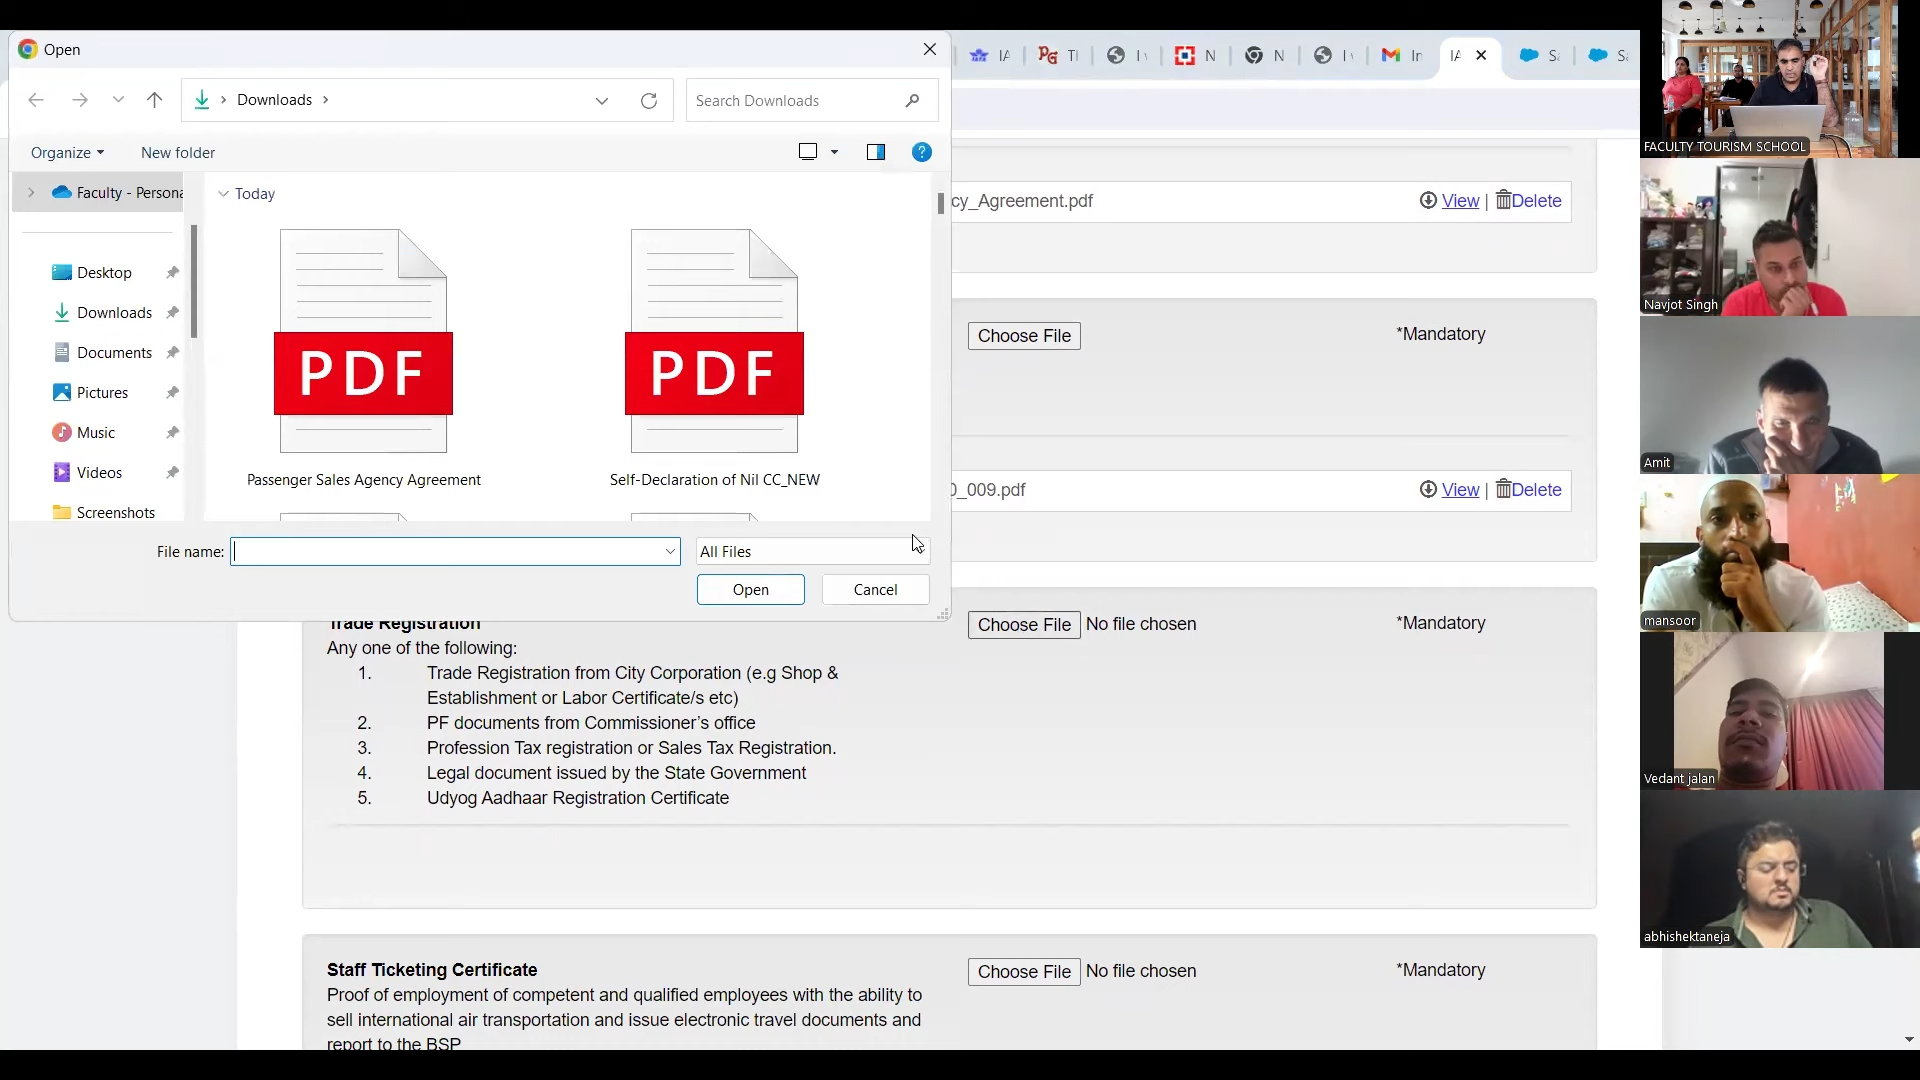 Open
IA
TI
N
N
In
IA
Sa
Sa
Downloads
Search Downloads
Organize
New folder
?
Faculty - Persona
Today
Desktop
Downloads
Documents
Pictures
Music
Videos
Screenshots
PDF
PDF
Passenger Sales Agency Agreement
Self-Declaration of Nil CC_NEW
File name:
All Files
Open
Cancel
cy_Agreement.pdf
View | Delete
Choose File
*Mandatory
0_009.pdf
View | Delete
Trade Registration
Any one of the following:
1. Trade Registration from City Corporation (e.g Shop &
Establishment or Labor Certificate/s etc)
2. PF documents from Commissioner's office
3. Profession Tax registration or Sales Tax Registration.
4. Legal document issued by the State Government
5. Udyog Aadhaar Registration Certificate
Choose File No file chosen
*Mandatory
Staff Ticketing Certificate
Proof of employment of competent and qualified employees with the ability to
sell international air transportation and issue electronic travel documents and
report to the BSP
Choose File No file chosen
*Mandatory
FACULTY TOURISM SCHOOL
Navjot Singh
Amit
mansoor
Vedant jalan
abhishektaneja